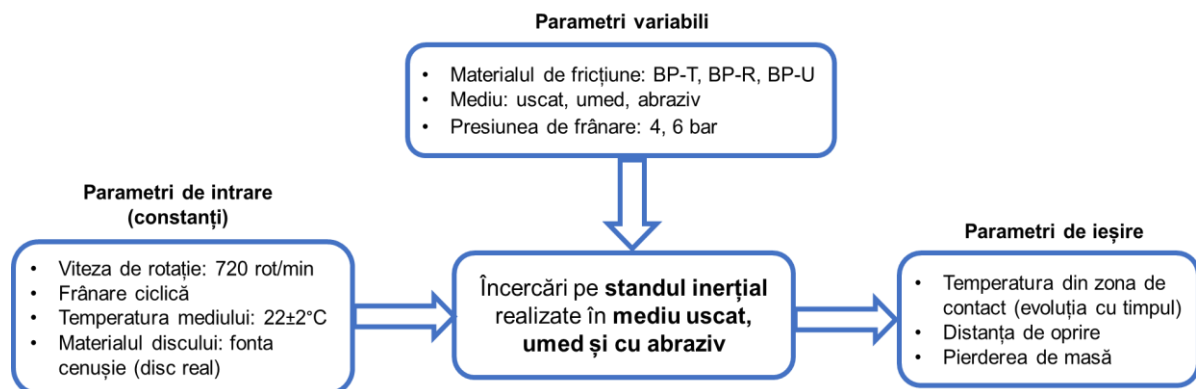 Parametri variabili
• Materialul de fricțiune: BP-T, BP-R, BP-U
• Mediu: uscat, umed, abraziv
• Presiunea de frânare: 4, 6 bar
Parametri de intrare
(constanți)
• Viteza de rotație: 720 rot/min
• Frânare ciclică
• Temperatura mediului: 22±2°C
• Materialul discului: fonta
cenușie (disc real)
Încercări pe standul inerțial
realizate în mediu uscat,
umed și cu abraziv
Parametri de ieșire
• Temperatura din zona de
contact (evoluția cu timpul)
• Distanța de oprire
• Pierderea de masă